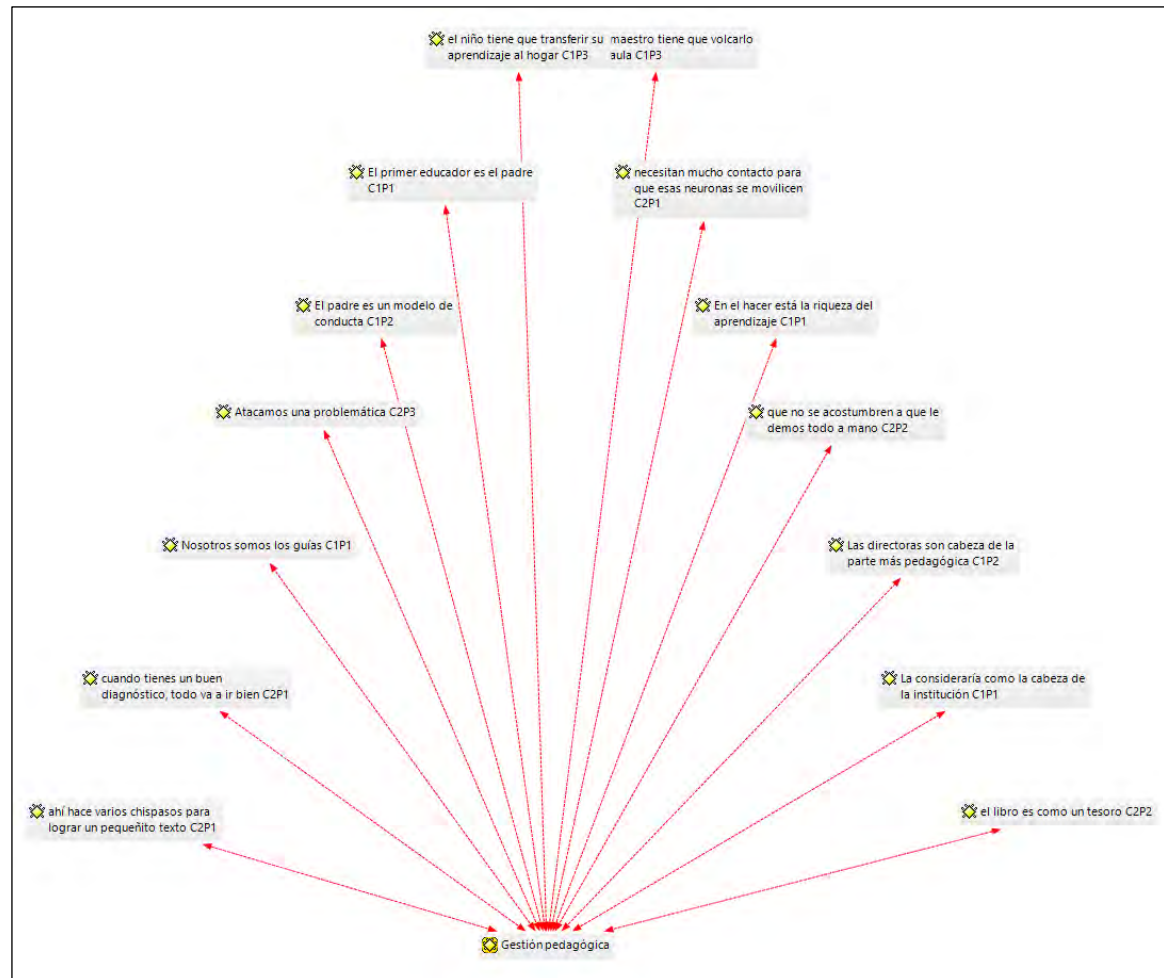 el niño tiene que transferir su
aprendizaje al hogar C1P3
maestro tiene que volcarlo
aula C1P3
El primer educador es el padre
C1P1
necesitan mucho contacto para
que esas neuronas se movilicen
C2P1
El padre es un modelo de
conducta C1P2
En el hacer está la riqueza del
aprendizaje C1P1
Atacamos una problemática C2P3
que no se acostumbren a que le
demos todo a mano C2P2
Nosotros somos los guías C1P1
Las directoras son cabeza de la
parte más pedagógica C1P2
cuando tienes un buen
diagnóstico, todo va a ir bien C2P1
La consideraría como la cabeza de
la institución C1P1
ahí hace varios chispasos para
lograr un pequeñito texto C2P1
el libro es como un tesoro C2P2
Gestión pedagógica